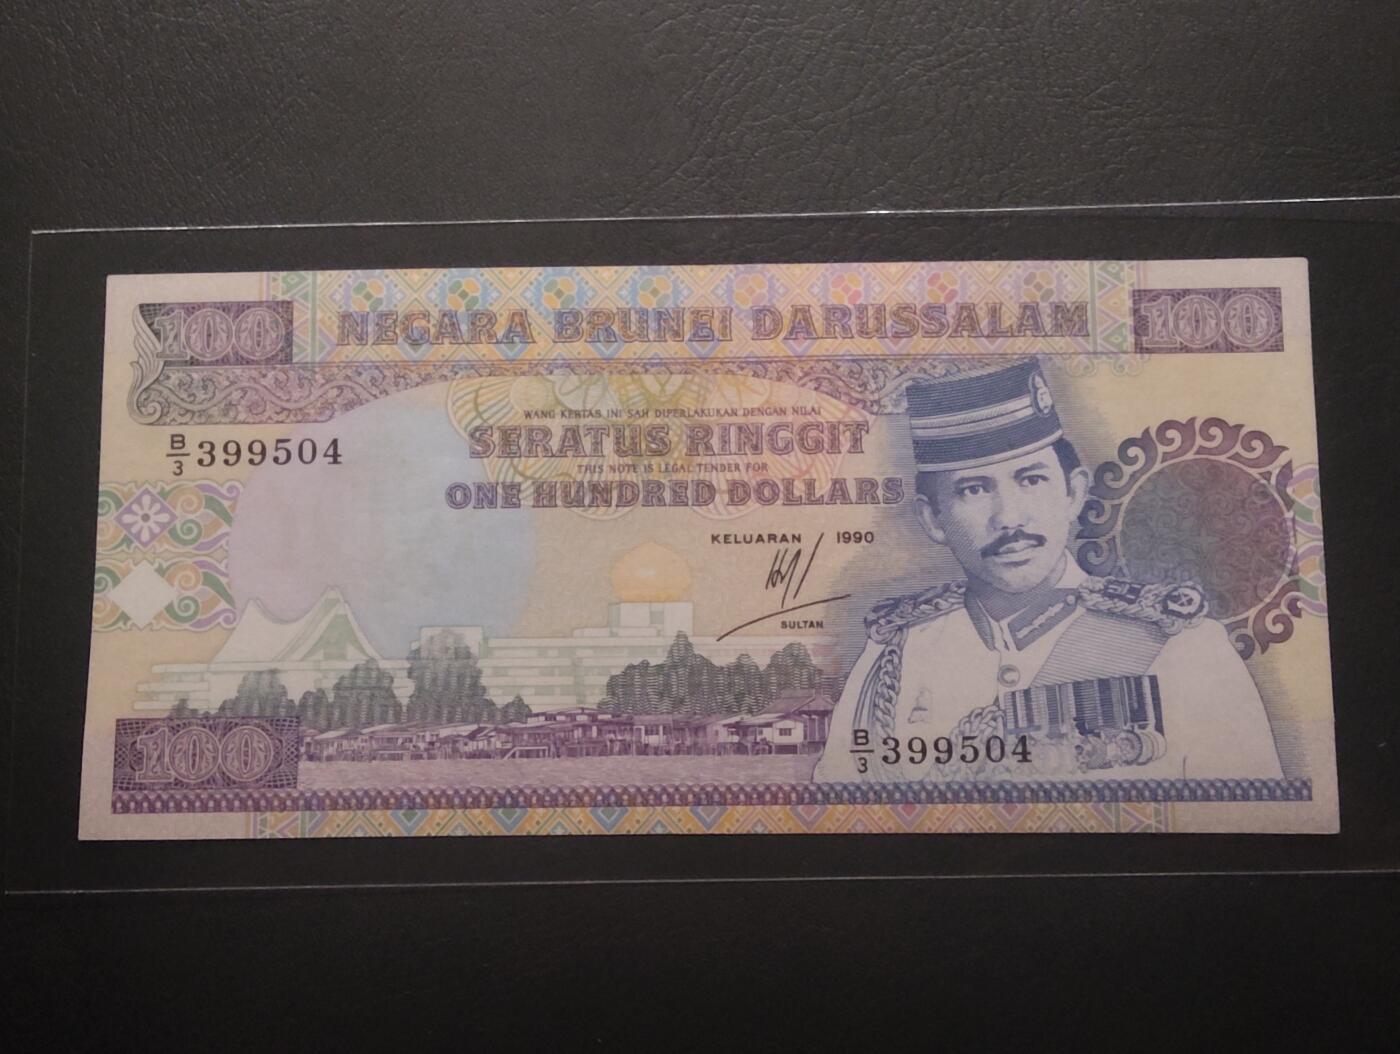 100 NEGARA BRUNEI DARUSSALAM 100
WANG KERTAS INI SAH DIPERLAKUKAN DENGAN NILAI
SERATUS RINGGIT
THIS NOTE IS LEGAL TENDER FOR
ONE HUNDRED DOLLARS
B/3 399504
KELUARAN 1990
SULTAN
100
B/3 399504